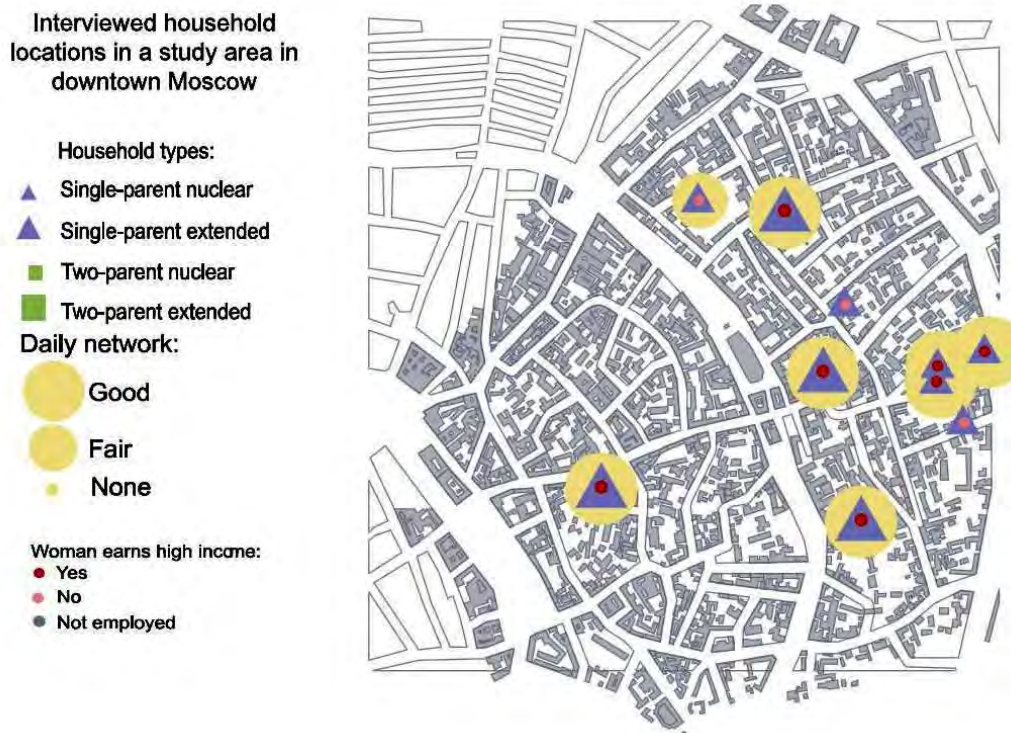 Interviewed household
locations in a study area in
downtown Moscow
Household types:
Single-parent nuclear
Single-parent extended
Two-parent nuclear
Two-parent extended
Daily network:
Good
Fair
None
Woman earns high income:
Yes
No
Not employed